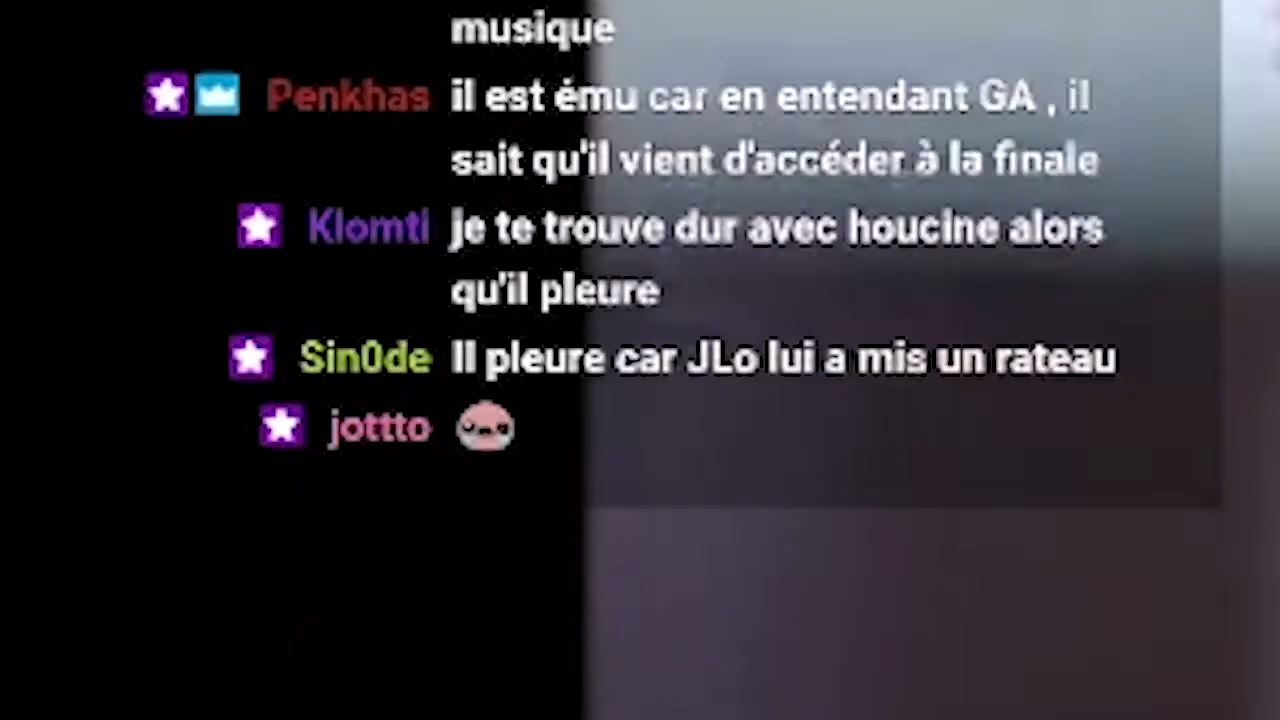 musique
Penkhas il est ému car en entendant GA , il
sait qu'il vient d'accéder à la finale
Klomti je te trouve dur avec houcine alors
qu'il pleure
Sin0de Il pleure car JLo lui a mis un rateau
jottto